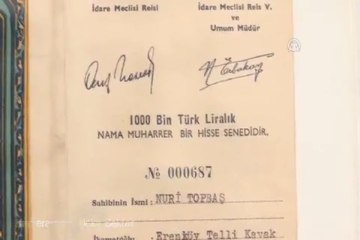 İdare Meclisi Reisi
İdare Meclisi Reis V.
ve
Umum Müdür
1000 Bin Türk Liralık
NAMA MUHARRER BİR HİSSE SENEDİDİR.
№ 000687
Sahibinin İsmi: NURİ TOPBAŞ
İkametgâhı: Erenköy Telli Kavak